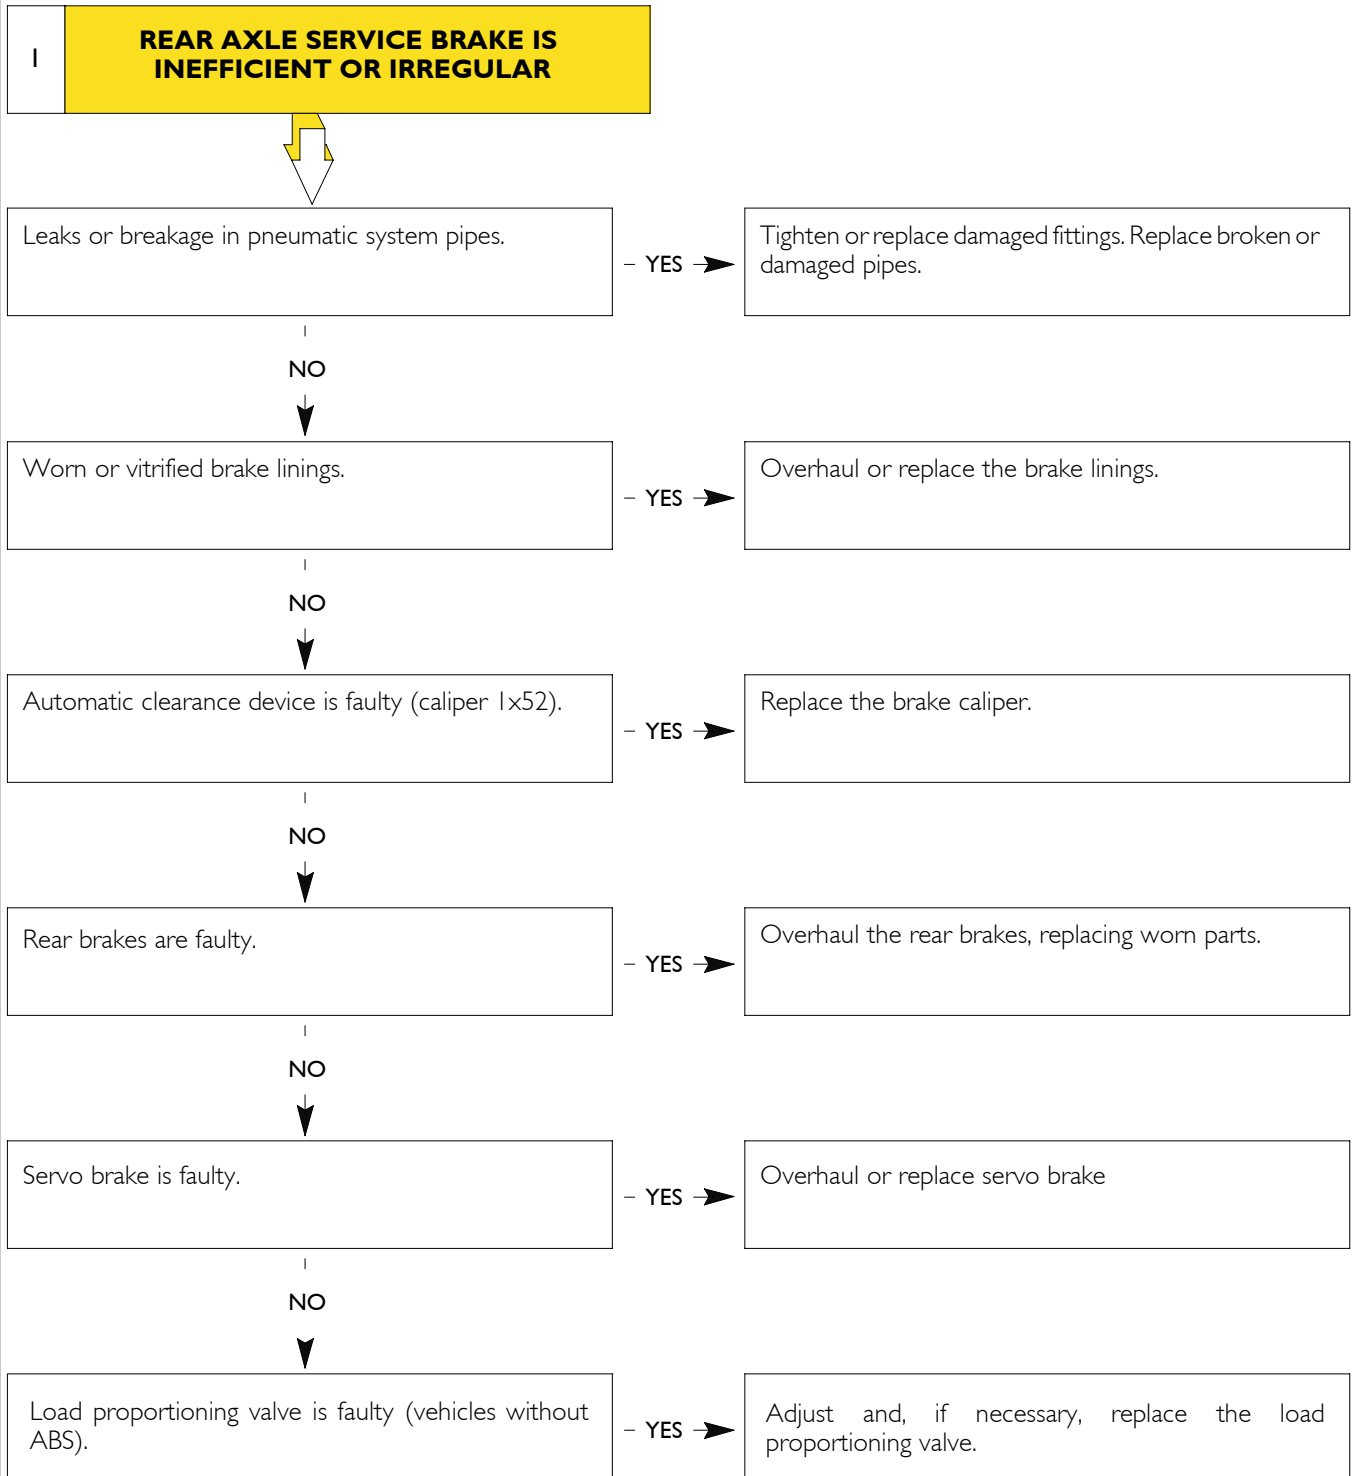 1
REAR AXLE SERVICE BRAKE IS
INEFFICIENT OR IRREGULAR
Leaks or breakage in pneumatic system pipes.
YES
Tighten or replace damaged fittings. Replace broken or
damaged pipes.
NO
Worn or vitrified brake linings.
YES
Overhaul or replace the brake linings.
NO
Automatic clearance device is faulty (caliper 1x52).
YES
Replace the brake caliper.
NO
Rear brakes are faulty.
YES
Overhaul the rear brakes, replacing worn parts.
NO
Servo brake is faulty.
YES
Overhaul or replace servo brake
NO
Load proportioning valve is faulty (vehicles without
ABS).
YES
Adjust and, if necessary, replace the load
proportioning valve.